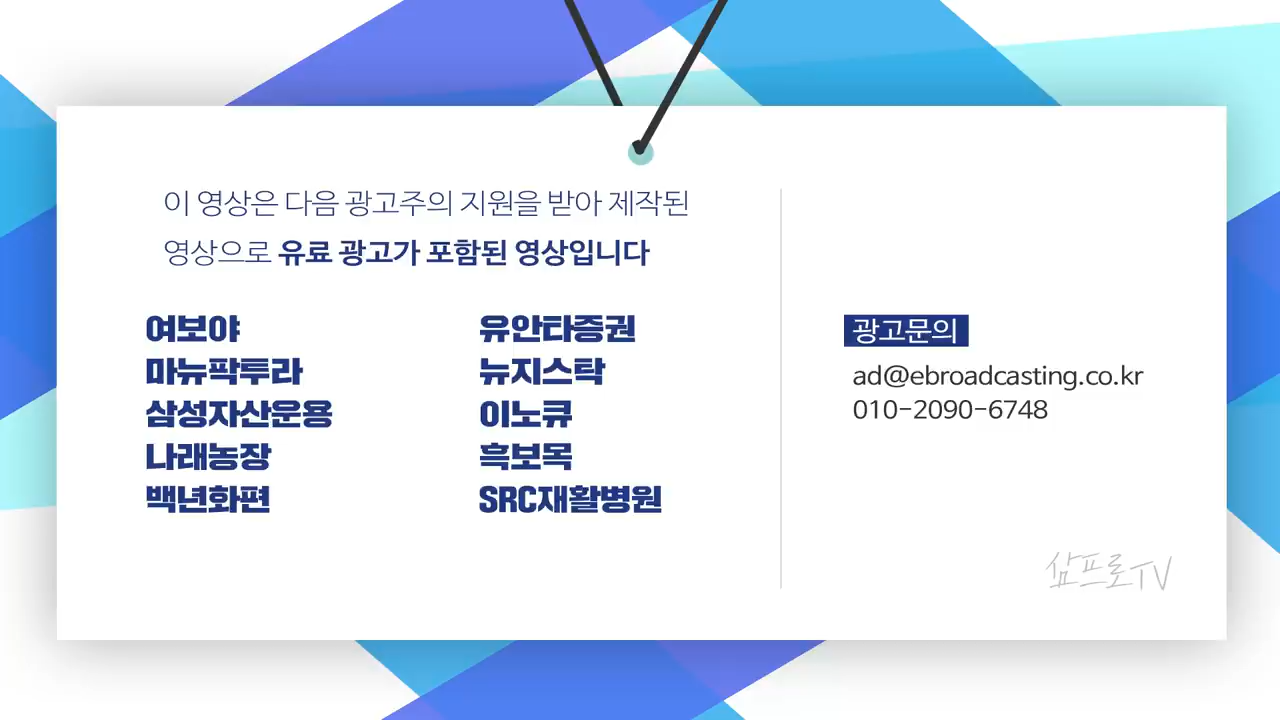 이 영상은 다음 광고주의 지원을 받아 제작된
영상으로 유료 광고가 포함된 영상입니다
여보야
마뉴팍투라
삼성자산운용
나래농장
백년화편
유안타증권
뉴지스탁
이노큐
흑보목
SRC재활병원
광고문의
ad@ebroadcasting.co.kr
010-2090-6748
삼프로TV